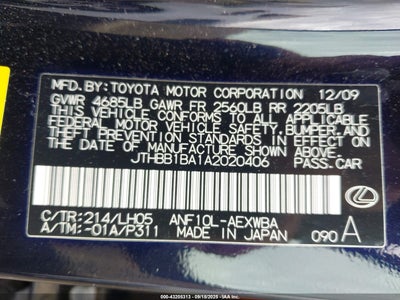 MFD. BY: TOYOTA MOTOR CORPORATION 12/09
GVWR 4685LB GAWR FR 2560LB RR 2205LB
THIS VEHICLE CONFORMS TO ALL APPLICABLE
FEDERAL MOTOR VEHICLE SAFETY, BUMPER, AND
THEFT PREVENTION STANDARDS IN EFFECT ON
THE DATE OF MANUFACTURE SHOWN ABOVE.
JTHBB1BA1A2020406 PASS. CAR
C/TR: 214/LH05 ANF10L-AEXWBA
A/TM: -01A/P311 MADE IN JAPAN 090 A
000-43205313 - 09/18/2025 - IAA, LLC